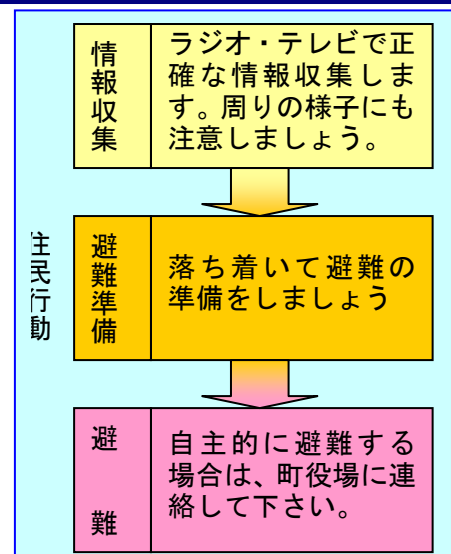 住民行動
情報収集
ラジオ・テレビで正
確な情報収集しま
す。周りの様子にも
注意しましょう。
避難準備
落ち着いて避難の
準備をしましょう
避難
自主的に避難する
場合は、町役場に連
絡して下さい。